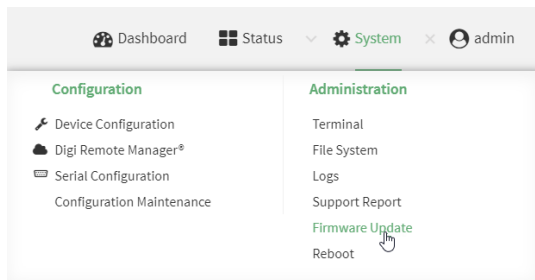 Dashboard Status System admin
Configuration
Device Configuration
Digi Remote Manager®
Serial Configuration
Configuration Maintenance
Administration
Terminal
File System
Logs
Support Report
Firmware Update
Reboot